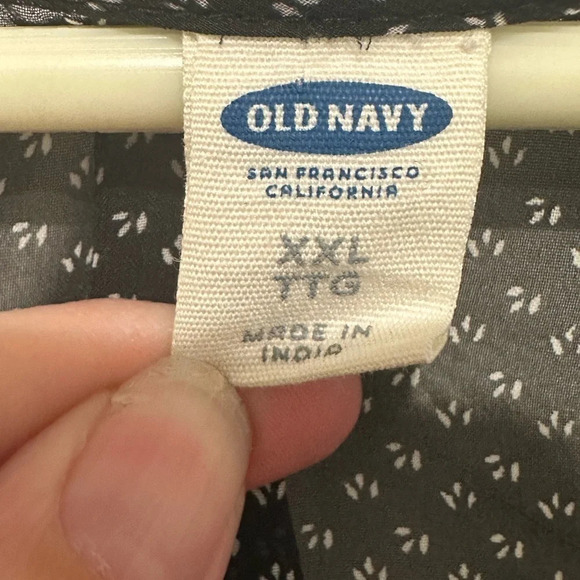 OLD NAVY
SAN FRANCISCO
CALIFORNIA
XXL
TTG
MADE IN
INDIA